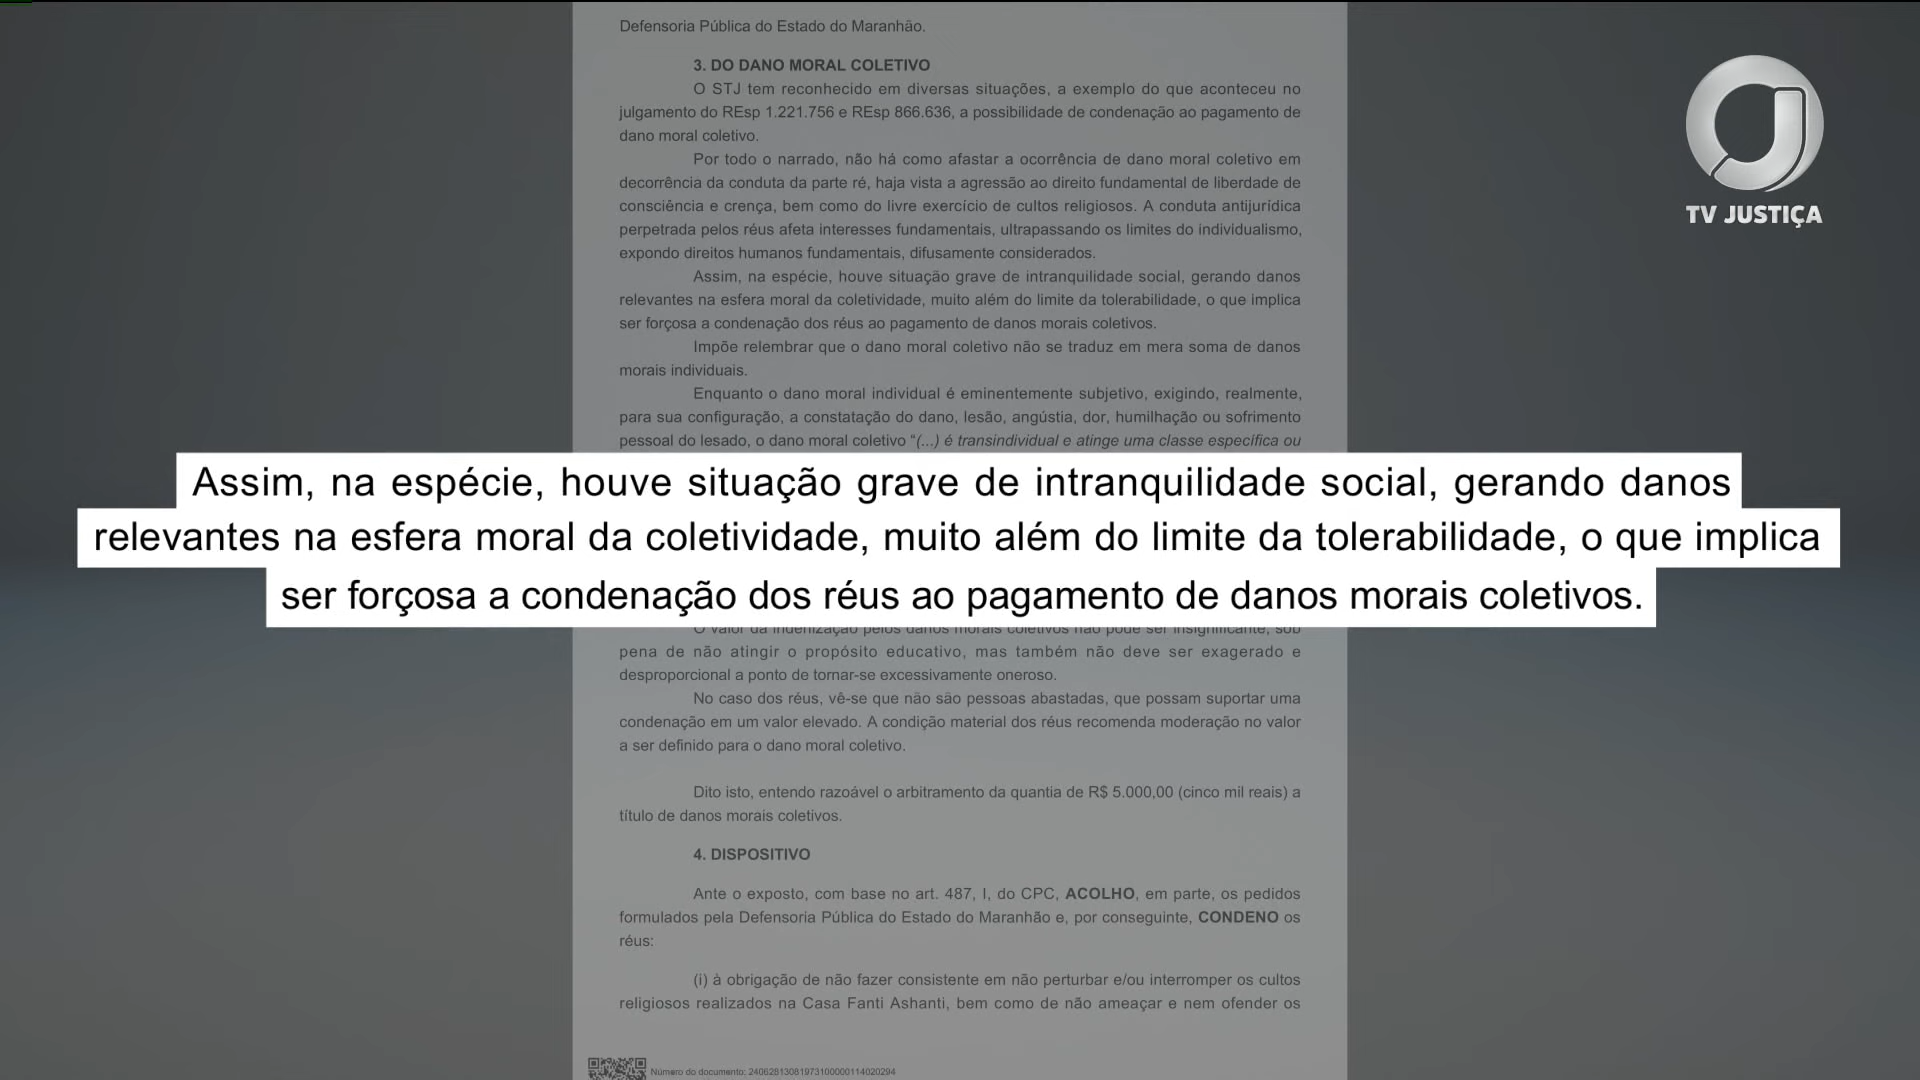 Defensoria Pública do Estado do Maranhão.
3. DO DANO MORAL COLETIVO
O STJ tem reconhecido em diversas situações, a exemplo do que aconteceu no
julgamento do REsp 1.221.756 e REsp 866.636, a possibilidade de condenação ao pagamento de
dano moral coletivo.
Por todo o narrado, não há como afastar a ocorrência de dano moral coletivo em
decorrência da conduta da parte ré, haja vista a agressão ao direito fundamental de liberdade de
consciência e crença, bem como do livre exercício de cultos religiosos. A conduta antijurídica
perpetrada pelos réus afeta interesses fundamentais, ultrapassando os limites do individualismo,
expondo direitos humanos fundamentais, difusamente considerados.
Assim, na espécie, houve situação grave de intranquilidade social, gerando danos
relevantes na esfera moral da coletividade, muito além do limite da tolerabilidade, o que implica
ser forçosa a condenação dos réus ao pagamento de danos morais coletivos.
Impõe relembrar que o dano moral coletivo não se traduz em mera soma de danos
morais individuais.
Enquanto o dano moral individual é eminentemente subjetivo, exigindo, realmente,
para sua configuração, a constatação do dano, lesão, angústia, dor, humilhação ou sofrimento
pessoal do lesado, o dano moral coletivo “(...) é transindividual e atinge uma classe específica ou
Assim, na espécie, houve situação grave de intranquilidade social, gerando danos
relevantes na esfera moral da coletividade, muito além do limite da tolerabilidade, o que implica
ser forçosa a condenação dos réus ao pagamento de danos morais coletivos.
O valor da indenização pelos danos morais coletivos não pode ser insignificante, sob
pena de não atingir o propósito educativo, mas também não deve ser exagerado e
desproporcional a ponto de tornar-se excessivamente oneroso.
No caso dos réus, vê-se que não são pessoas abastadas, que possam suportar uma
condenação em um valor elevado. A condição material dos réus recomenda moderação no valor
a ser definido para o dano moral coletivo.
Dito isto, entendo razoável o arbitramento da quantia de R$ 5.000,00 (cinco mil reais) a
título de danos morais coletivos.
4. DISPOSITIVO
Ante o exposto, com base no art. 487, I, do CPC, ACOLHO, em parte, os pedidos
formulados pela Defensoria Pública do Estado do Maranhão e, por conseguinte, CONDENO os
réus:
(i) à obrigação de não fazer consistente em não perturbar e/ou interromper os cultos
religiosos realizados na Casa Fanti Ashanti, bem como de não ameaçar e nem ofender os
Número do documento: 24062813081973100000114020294
TV JUSTIÇA